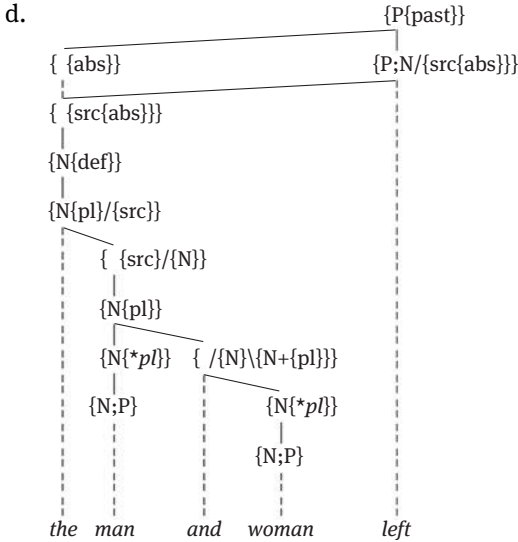 d.
{P{past}}
{ {abs}} {P;N/{src{abs}}}
{ {src{abs}}}
{N{def}}
{N{pl}/{src}}
{ {src}/{N}}
{N{pl}}
{N{*pl}} { /{N}\{N+{pl}}}
{N;P} {N{*pl}}
{N;P}
the man and woman left